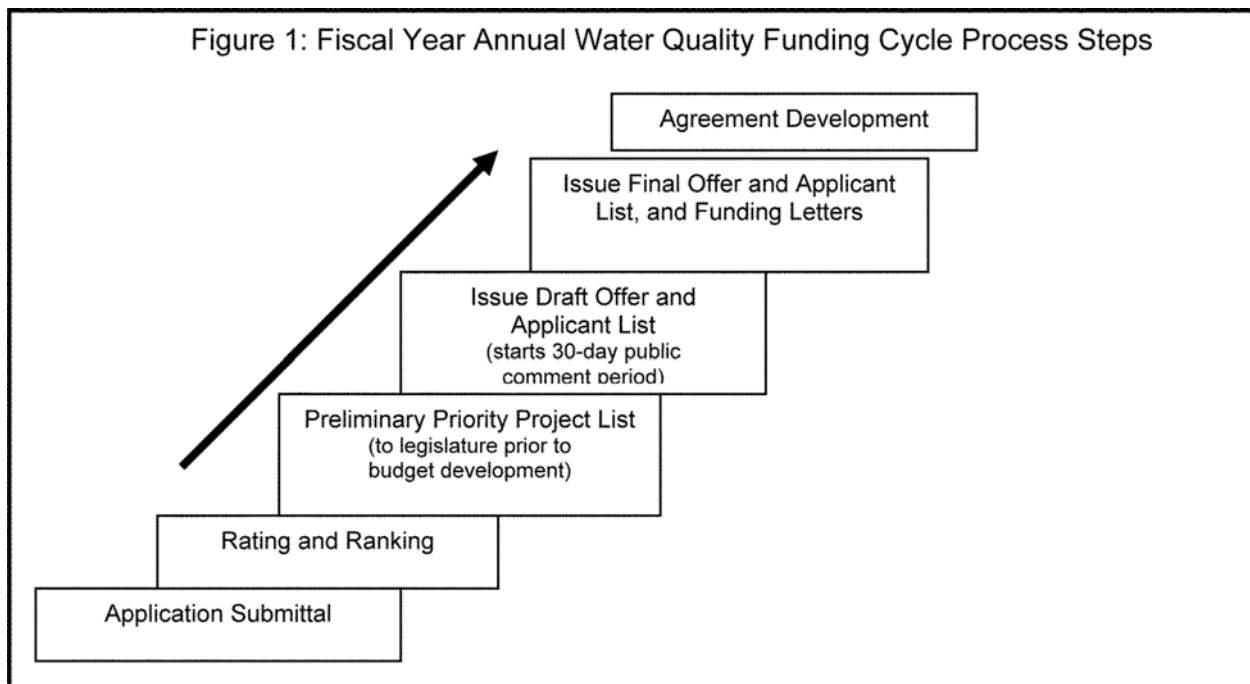 Figure 1: Fiscal Year Annual Water Quality Funding Cycle Process Steps
Agreement Development
Issue Final Offer and Applicant
List, and Funding Letters
Issue Draft Offer and
Applicant List
(starts 30-day public
comment period)
Preliminary Priority Project List
(to legislature prior to
budget development)
Rating and Ranking
Application Submittal